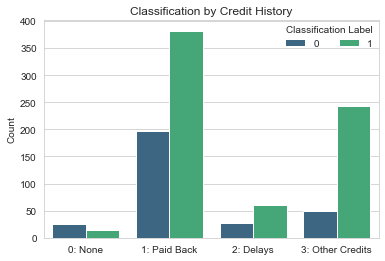 Classification by Credit History
Classification Label
0 1
400
350
300
250
200
150
100
50
0
Count
0: None 1: Paid Back 2: Delays 3: Other Credits